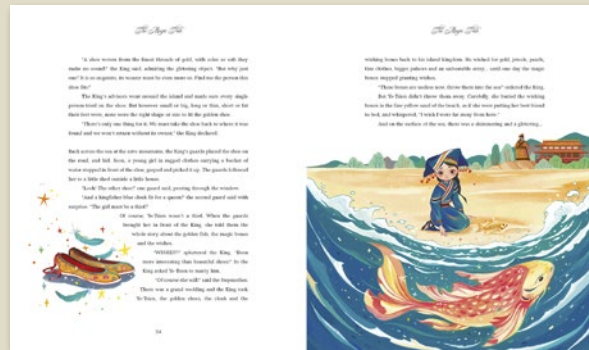 The Magic Fish
"A shoe woven from the finest threads of gold, with soles so soft they
make no sound!" the King said, admiring the glittering object. "But why just
one? It is so exquisite, its wearer must be even more so. Find me the person this
shoe fits!"
The King's advisers went around the island and made sure every single
person tried on the shoe. But however small or big, long or thin, short or fat
their feet were, none were the right shape or size to fit the golden shoe.
"There's only one thing for it. We must take the shoe back to where it was
found and we won't return without its owner," the King declared.
Back across the sea at the cave mountains, the King's guards placed the shoe on
the road, and hid. Soon, a young girl in ragged clothes carrying a bucket of
water stopped in front of the shoe, gasped and picked it up. The guards followed
her to a little shed outside a little house.
"Look! The other shoe!" one guard said, peering through the window.
"And a kingfisher blue cloak fit for a queen!" the second guard said with
surprise. "The girl must be a thief!"
Of course, Ye-Xian wasn't a thief. When the guards
brought her in front of the King, she told them the
whole story about the golden fish, the magic bones
and the wishes.
"WISHES?!" spluttered the King. "Even
more interesting than beautiful shoes!" So the
King asked Ye-Xian to marry him.
"Of course she will!" said the Stepmother.
There was a grand wedding and the King took
Ye-Xian, the golden shoes, the cloak and the
54
The Magic Fish
wishing bones back to his island kingdom. He wished for gold, jewels, pearls,
fine clothes, bigger palaces and an
until one day the magic
bones stopped granting wishes.
"These bones are useless now, throw them into the sea!" ordered the King.
But Ye-Xian didn't throw them away. Carefully, she buried the wishing
bones in the fine yellow sand of the beach, as if she were putting her best friend
to bed, and whispered, "I wish I were far away from here."
And on the surface of the sea, there was a shimmering and a glittering...